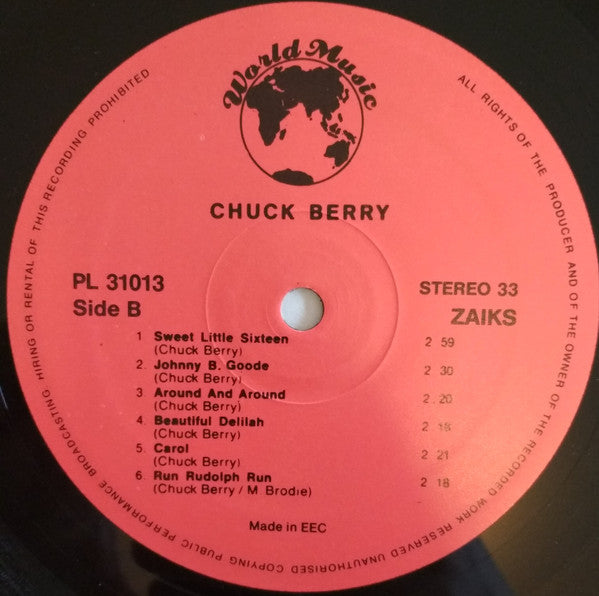 World Music
CHUCK BERRY
PL 31013
Side B
STEREO 33
ZAIKS
1 Sweet Little Sixteen 2 59
(Chuck Berry)
2. Johnny B. Goode 2 30
(Chuck Berry)
3 Around And Around 2.20
(Chuck Berry)
4 Beautiful Delilah 2 18
(Chuck Berry)
5. Carol 2 21
(Chuck Berry)
6. Run Rudolph Run 2 18
(Chuck Berry / M Brodie)
Made in EEC
ALL RIGHTS OF THE PRODUCER AND OF THE OWNER OF THE RECORDED WORK RESERVED UNAUTHORISED COPYING PUBLIC PERFORMANCE BROADCASTING HIRING OR RENTAL OF THIS RECORDING PROHIBITED